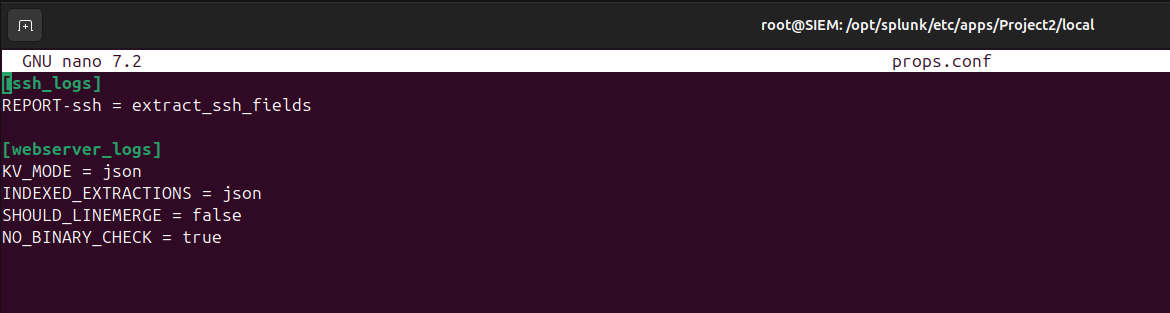 root@SIEM: /opt/splunk/etc/apps/Project2/local
GNU nano 7.2 props.conf
[ssh_logs]
REPORT-ssh = extract_ssh_fields
[webserver_logs]
KV_MODE = json
INDEXED_EXTRACTIONS = json
SHOULD_LINEMERGE = false
NO_BINARY_CHECK = true